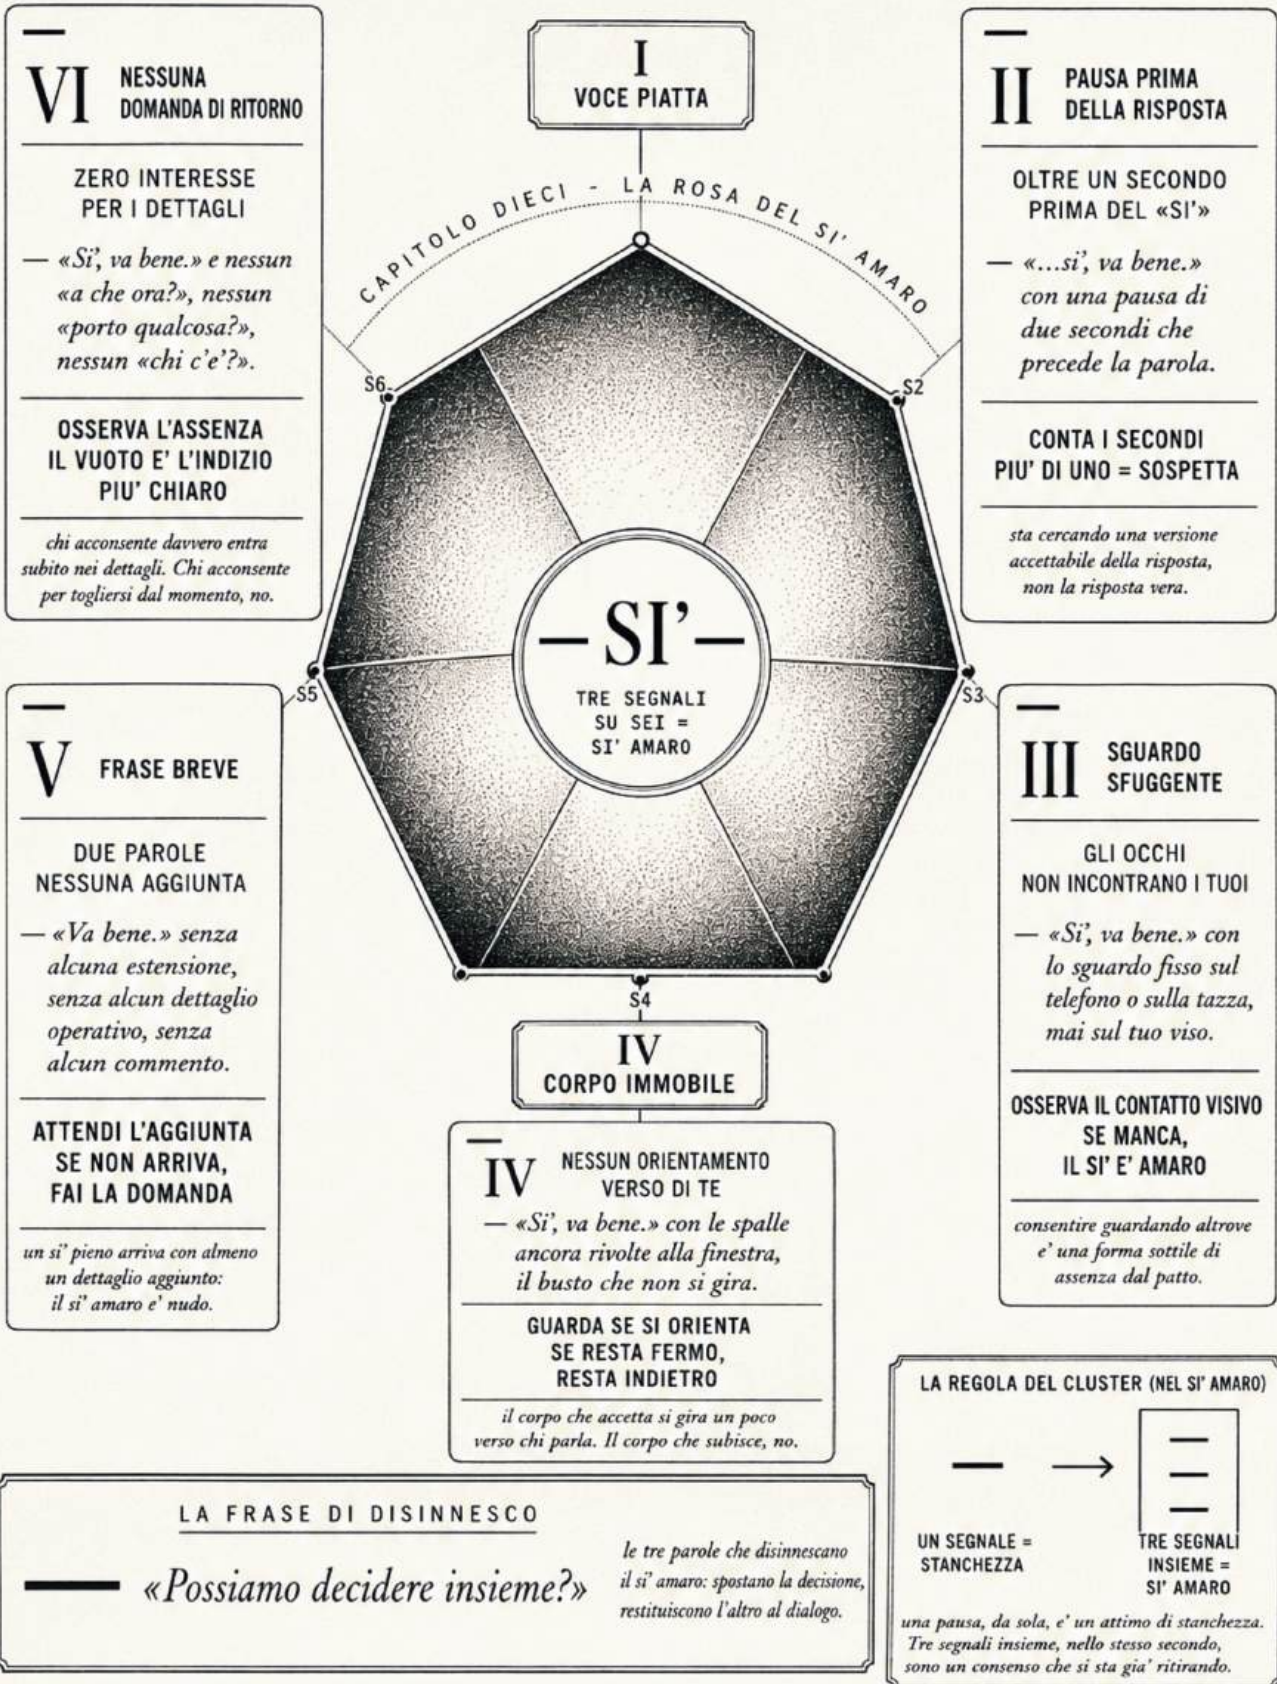 I
VOCE PIATTA
CAPITOLO DIECI - LA ROSA DEL SI' AMARO
II
PAUSA PRIMA
DELLA RISPOSTA
OLTRE UN SECONDO
PRIMA DEL «SI'»
— «...si', va bene.»
con una pausa di
due secondi che
precede la parola.
CONTA I SECONDI
PIU' DI UNO = SOSPETTA
sta cercando una versione
accettabile della risposta,
non la risposta vera.
S2
S3
III
SGUARDO
SFUGGENTE
GLI OCCHI
NON INCONTRANO I TUOI
— «Si', va bene.» con
lo sguardo fisso sul
telefono o sulla tazza,
mai sul tuo viso.
OSSERVA IL CONTATTO VISIVO
SE MANCA,
IL SI' E' AMARO
consentire guardando altrove
e' una forma sottile di
assenza dal patto.
— SI' —
TRE SEGNALI
SU SEI =
SI' AMARO
S4
IV
CORPO IMMOBILE
IV
NESSUN ORIENTAMENTO
VERSO DI TE
— «Si', va bene.» con le spalle
ancora rivolte alla finestra,
il busto che non si gira.
GUARDA SE SI ORIENTA
SE RESTA FERMO,
RESTA INDIETRO
il corpo che accetta si gira un poco
verso chi parla. Il corpo che subisce, no.
S5
V
FRASE BREVE
DUE PAROLE
NESSUNA AGGIUNTA
— «Va bene.» senza
alcuna estensione,
senza alcun dettaglio
operativo, senza
alcun commento.
ATTENDI L'AGGIUNTA
SE NON ARRIVA,
FAI LA DOMANDA
un si' pieno arriva con almeno
un dettaglio aggiunto:
il si' amaro e' nudo.
S6
VI
NESSUNA
DOMANDA DI RITORNO
ZERO INTERESSE
PER I DETTAGLI
— «Si', va bene.» e nessun
«a che ora?», nessun
«porto qualcosa?»,
nessun «chi c'e'?».
OSSERVA L'ASSENZA
IL VUOTO E' L'INDIZIO
PIU' CHIARO
chi acconsente davvero entra
subito nei dettagli. Chi acconsente
per togliersi dal momento, no.
LA FRASE DI DISINNESCO
— «Possiamo decidere insieme?»
le tre parole che disinnescano
il si' amaro: spostano la decisione,
restituiscono l'altro al dialogo.
LA REGOLA DEL CLUSTER (NEL SI' AMARO)
UN SEGNALE =
STANCHEZZA
TRE SEGNALI
INSIEME =
SI' AMARO
una pausa, da sola, e' un attimo di stanchezza.
Tre segnali insieme, nello stesso secondo,
sono un consenso che si sta gia' ritirando.